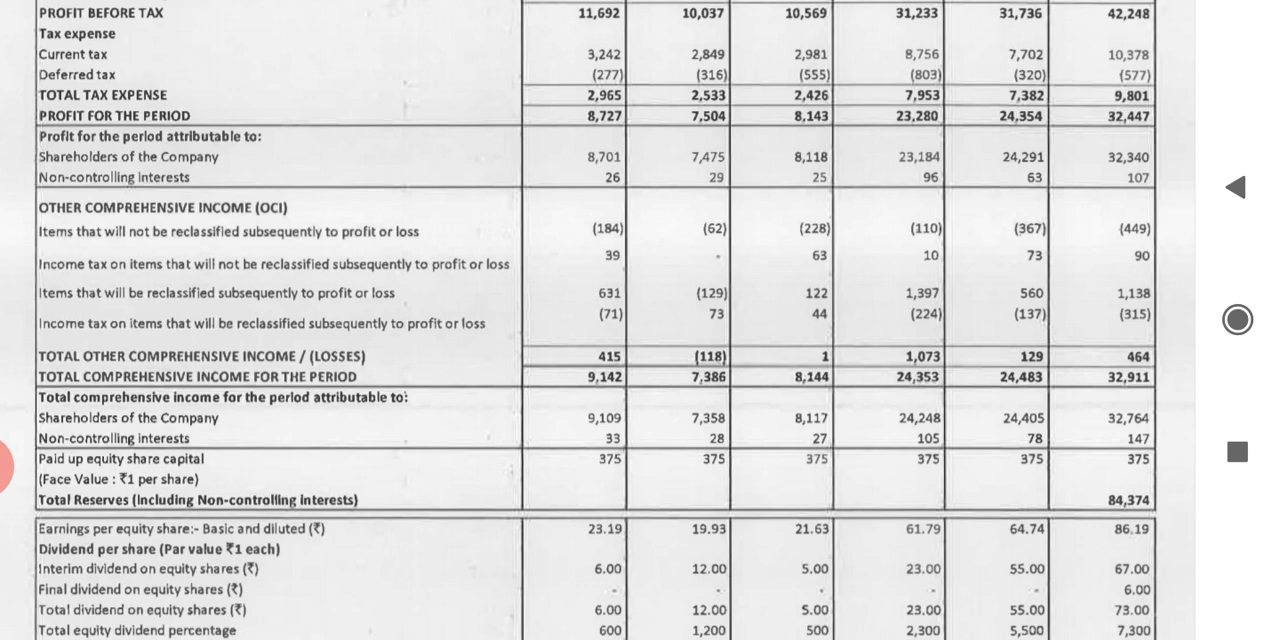 PROFIT BEFORE TAX 11,692 10,037 10,569 31,233 31,736 42,248
Tax expense
Current tax 3,242 2,849 2,981 8,756 7,702 10,378
Deferred tax (277) (316) (555) (803) (320) (577)
TOTAL TAX EXPENSE 2,965 2,533 2,426 7,953 7,382 9,801
PROFIT FOR THE PERIOD 8,727 7,504 8,143 23,280 24,354 32,447
Profit for the period attributable to:
Shareholders of the Company 8,701 7,475 8,118 23,184 24,291 32,340
Non-controlling interests 26 29 25 96 63 107
OTHER COMPREHENSIVE INCOME (OCI)
Items that will not be reclassified subsequently to profit or loss (184) (62) (228) (110) (367) (449)
Income tax on items that will not be reclassified subsequently to profit or loss 39 - 63 10 73 90
Items that will be reclassified subsequently to profit or loss 631 (129) 122 1,397 560 1,138
Income tax on items that will be reclassified subsequently to profit or loss (71) 73 44 (224) (137) (315)
TOTAL OTHER COMPREHENSIVE INCOME / (LOSSES) 415 (118) 1 1,073 129 464
TOTAL COMPREHENSIVE INCOME FOR THE PERIOD 9,142 7,386 8,144 24,353 24,483 32,911
Total comprehensive income for the period attributable to:
Shareholders of the Company 9,109 7,358 8,117 24,248 24,405 32,764
Non-controlling interests 33 28 27 105 78 147
Paid up equity share capital 375 375 375 375 375 375
(Face Value : ₹1 per share)
Total Reserves (Including Non-controlling interests) 84,374
Earnings per equity share:- Basic and diluted (₹) 23.19 19.93 21.63 61.79 64.74 86.19
Dividend per share (Par value ₹1 each)
Interim dividend on equity shares (₹) 6.00 12.00 5.00 23.00 55.00 67.00
Final dividend on equity shares (₹) - - - - - 6.00
Total dividend on equity shares (₹) 6.00 12.00 5.00 23.00 55.00 73.00
Total equity dividend percentage 600 1,200 500 2,300 5,500 7,300